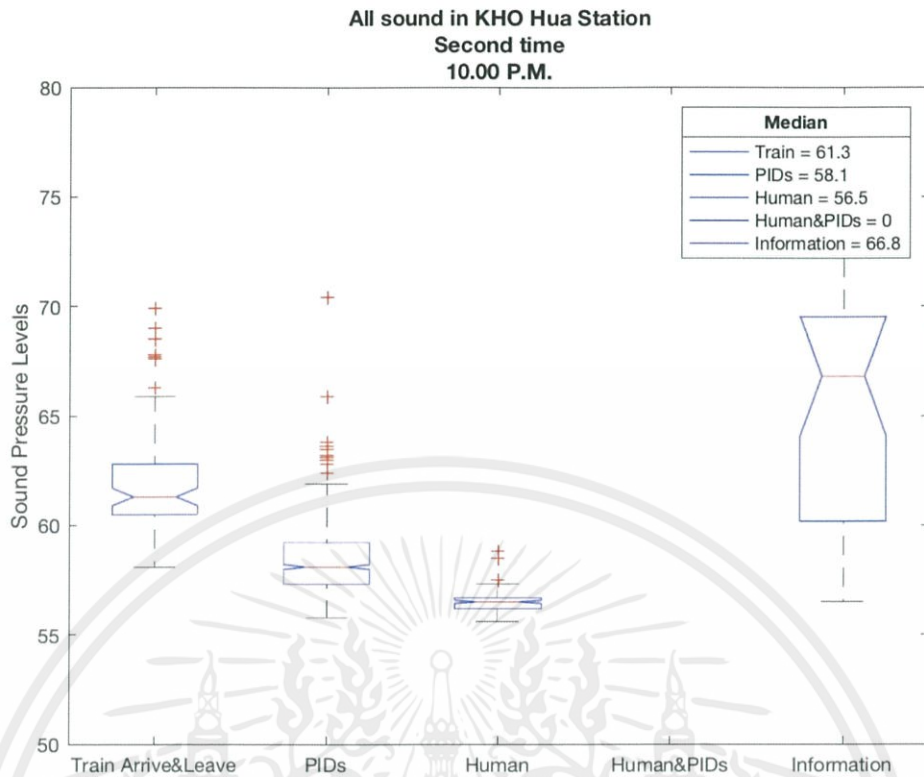 All sound in KHO Hua Station
Second time
10.00 P.M.
80
75
70
65
60
55
50
Sound Pressure Levels
Median
Train = 61.3
PIDs = 58.1
Human = 56.5
Human&PIDs = 0
Information = 66.8
Train Arrive&Leave
PIDs
Human
Human&PIDs
Information